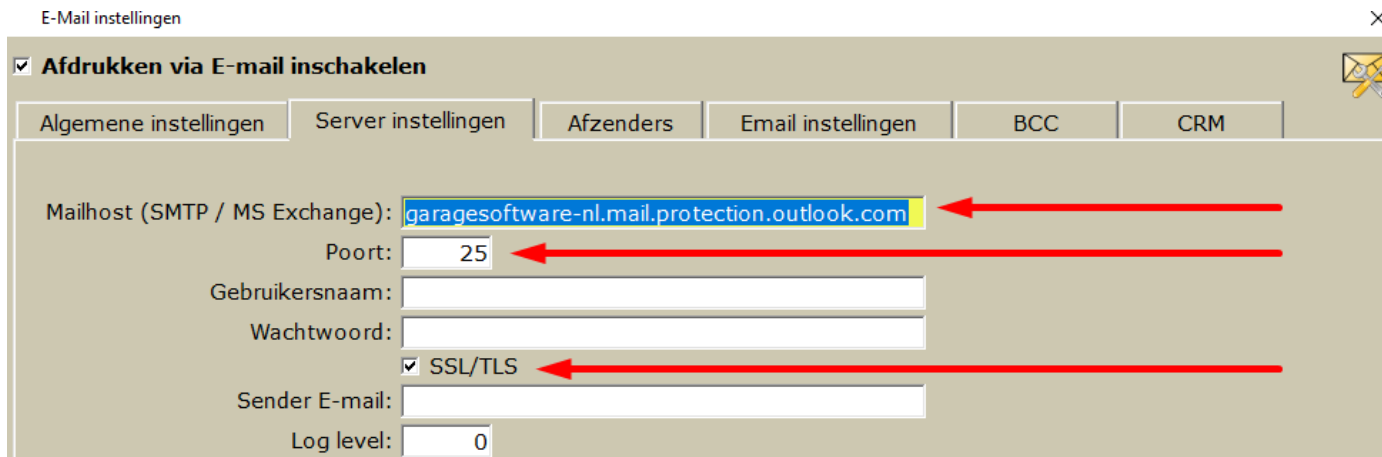 E-Mail instellingen
Afdrukken via E-mail inschakelen
Algemene instellingen Server instellingen Afzenders Email instellingen BCC CRM
Mailhost (SMTP / MS Exchange): garagesoftware-nl.mail.protection.outlook.com
Poort: 25
Gebruikersnaam:
Wachtwoord:
SSL/TLS
Sender E-mail:
Log level: 0